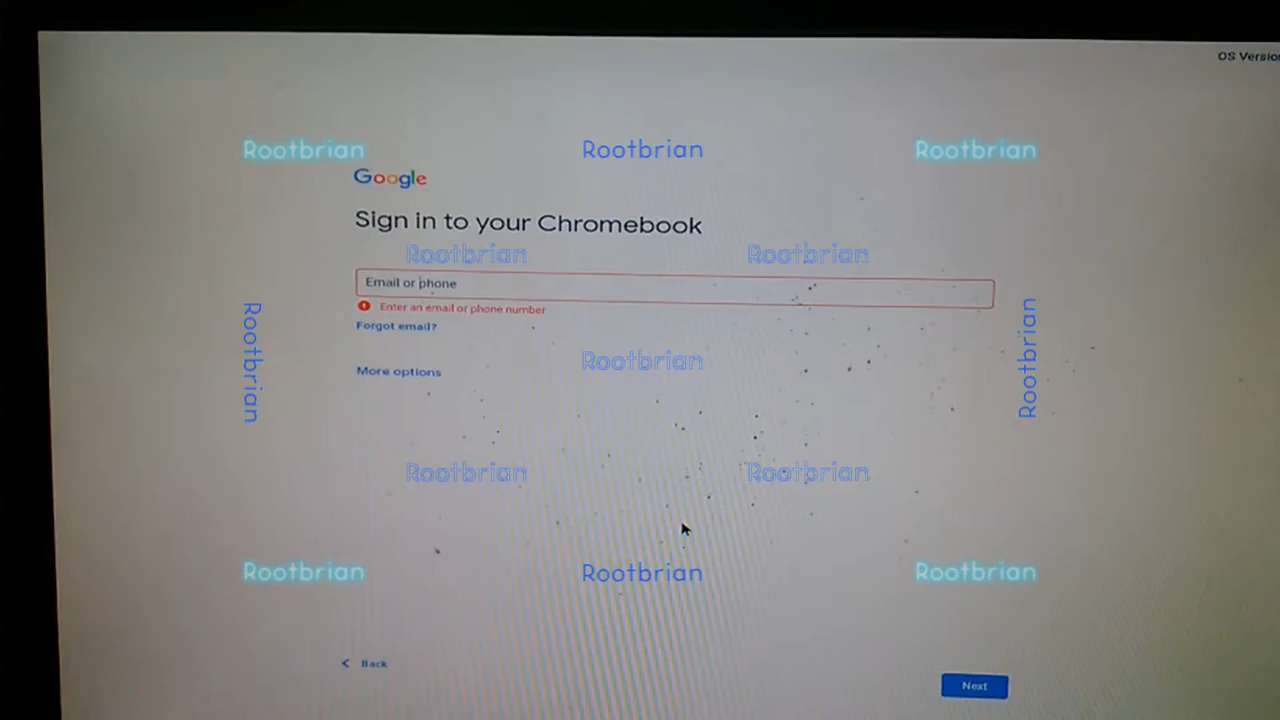 OS Versio
Rootbrian Rootbrian Rootbrian
Google
Sign in to your Chromebook
Rootbrian Rootbrian
Email or phone
Enter an email or phone number
Forgot email?
Rootbrian Rootbrian
Rootbrian
More options
Rootbrian Rootbrian
Rootbrian Rootbrian Rootbrian
< Back
Next